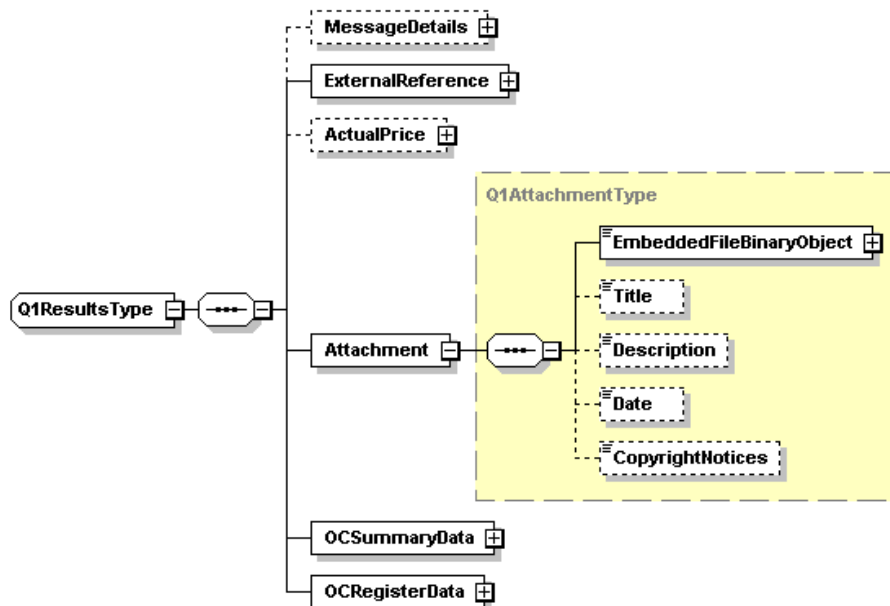 MessageDetails
ExternalReference
ActualPrice
Q1AttachmentType
EmbeddedFileBinaryObject
Title
Q1ResultsType
Attachment
Description
Date
CopyrightNotices
OCSummaryData
OCRegisterData